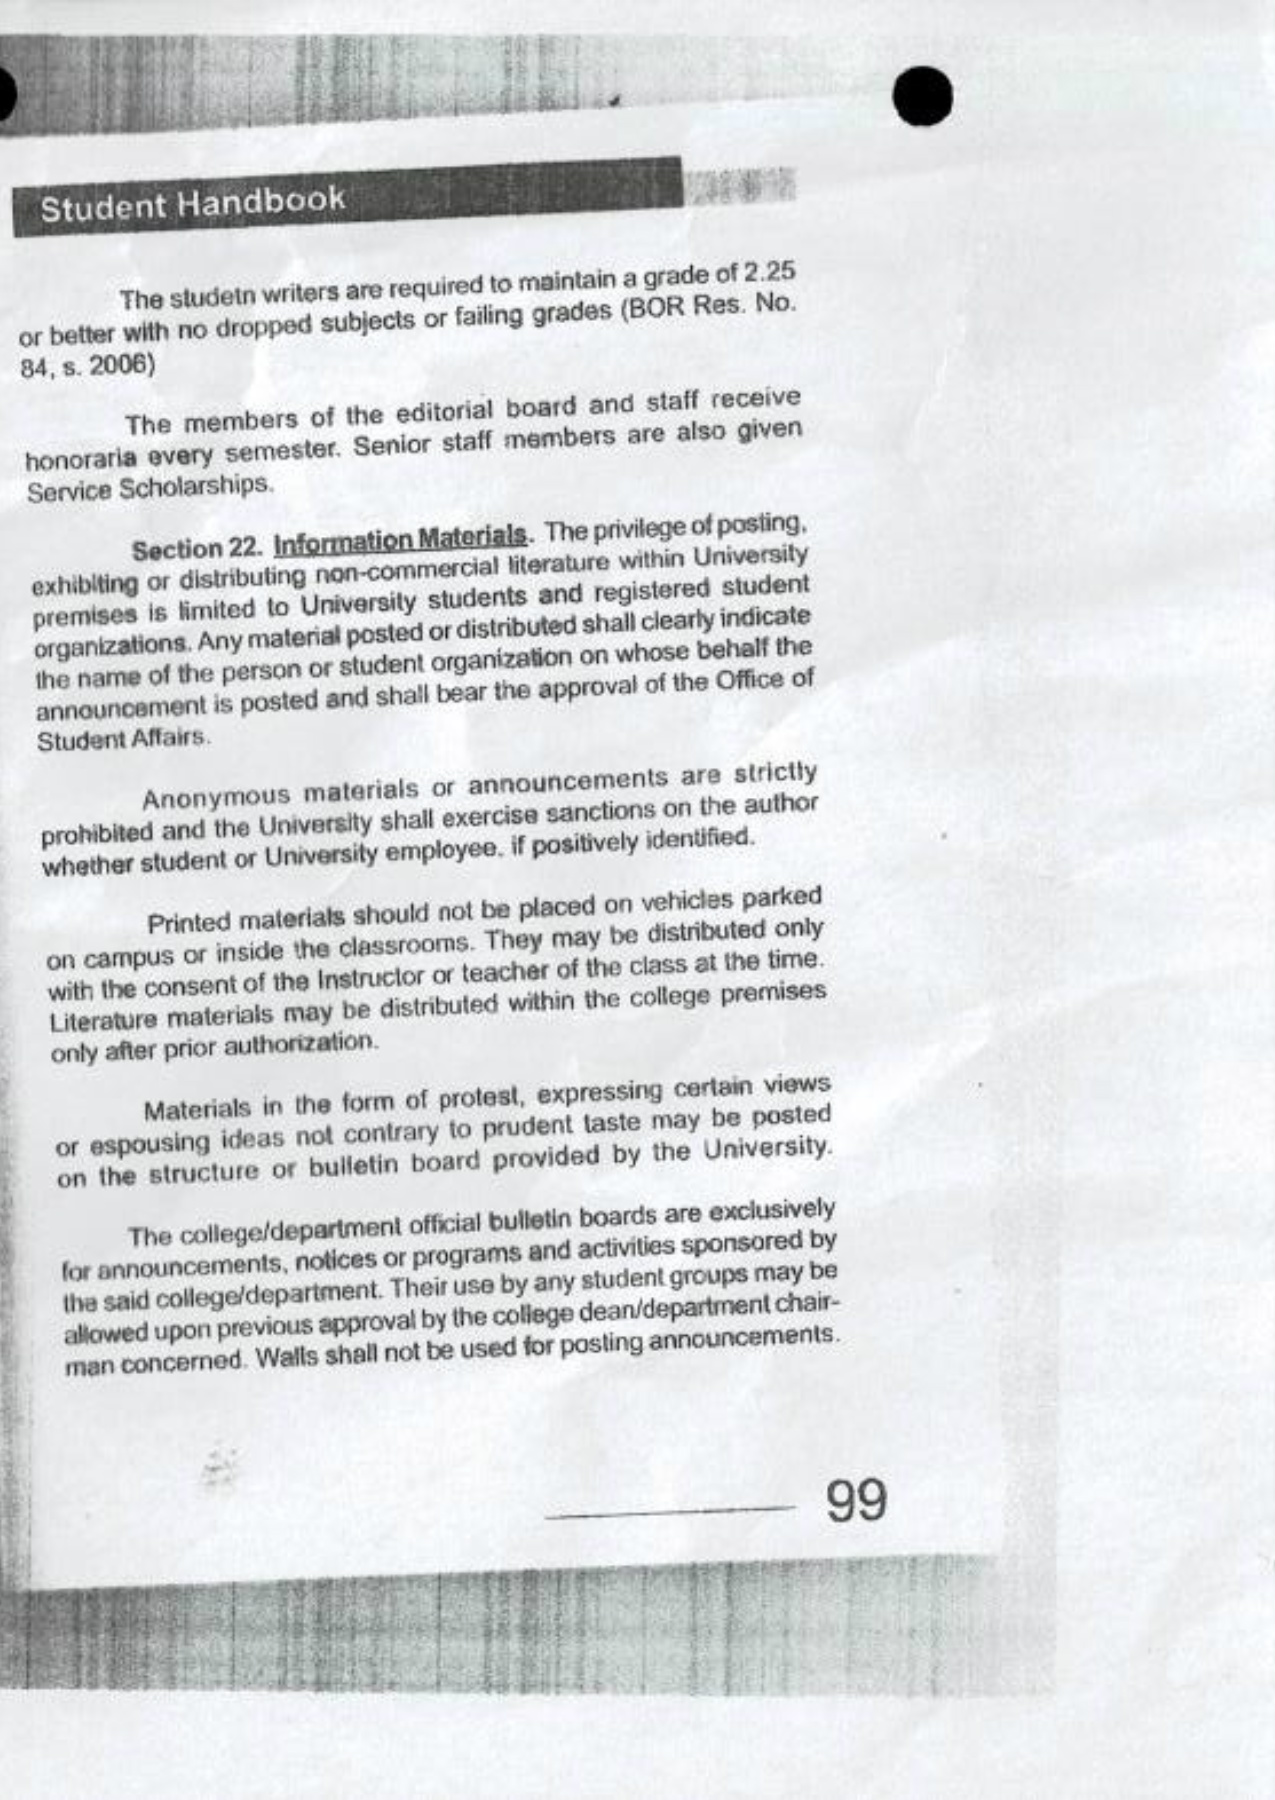 Student Handbook
The studetn writers are required to maintain a grade of 2.25
or better with no dropped subjects or failing grades (BOR Res. No.
84, s. 2006)
The members of the editorial board and staff receive
honoraria every semester. Senior staff members are also given
Service Scholarships.
Section 22. Information Materials. The privilege of posting,
exhibiting or distributing non-commercial literature within University
premises is limited to University students and registered student
organizations. Any material posted or distributed shall clearly indicate
the name of the person or student organization on whose behalf the
announcement is posted and shall bear the approval of the Office of
Student Affairs.
Anonymous materials or announcements are strictly
prohibited and the University shall exercise sanctions on the author
whether student or University employee, if positively identified.
Printed materials should not be placed on vehicles parked
on campus or inside the classrooms. They may be distributed only
with the consent of the Instructor or teacher of the class at the time.
Literature materials may be distributed within the college premises
only after prior authorization.
Materials in the form of protest, expressing certain views
or espousing ideas not contrary to prudent taste may be posted
on the structure or bulletin board provided by the University.
The college/department official bulletin boards are exclusively
for announcements, notices or programs and activities sponsored by
the said college/department. Their use by any student groups may be
allowed upon previous approval by the college dean/department chair-
man concerned. Walls shall not be used for posting announcements.
99